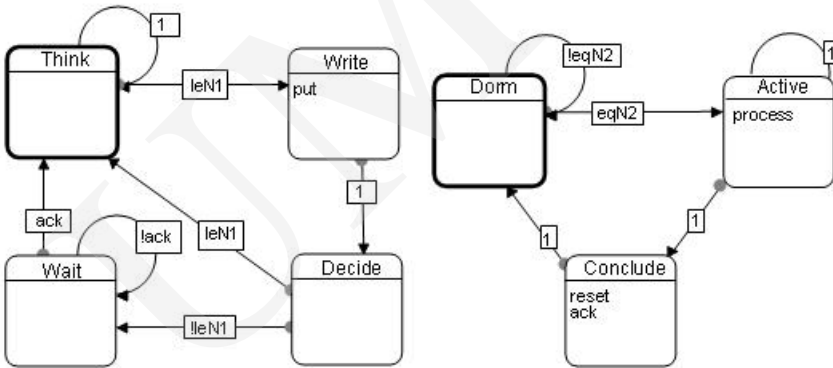 1
Think
leN1
Write
put
1
ack
!ack
leN1
Wait
!leN1
Decide
!eqN2
Dorm
eqN2
1
Active
process
1
1
Conclude
reset
ack